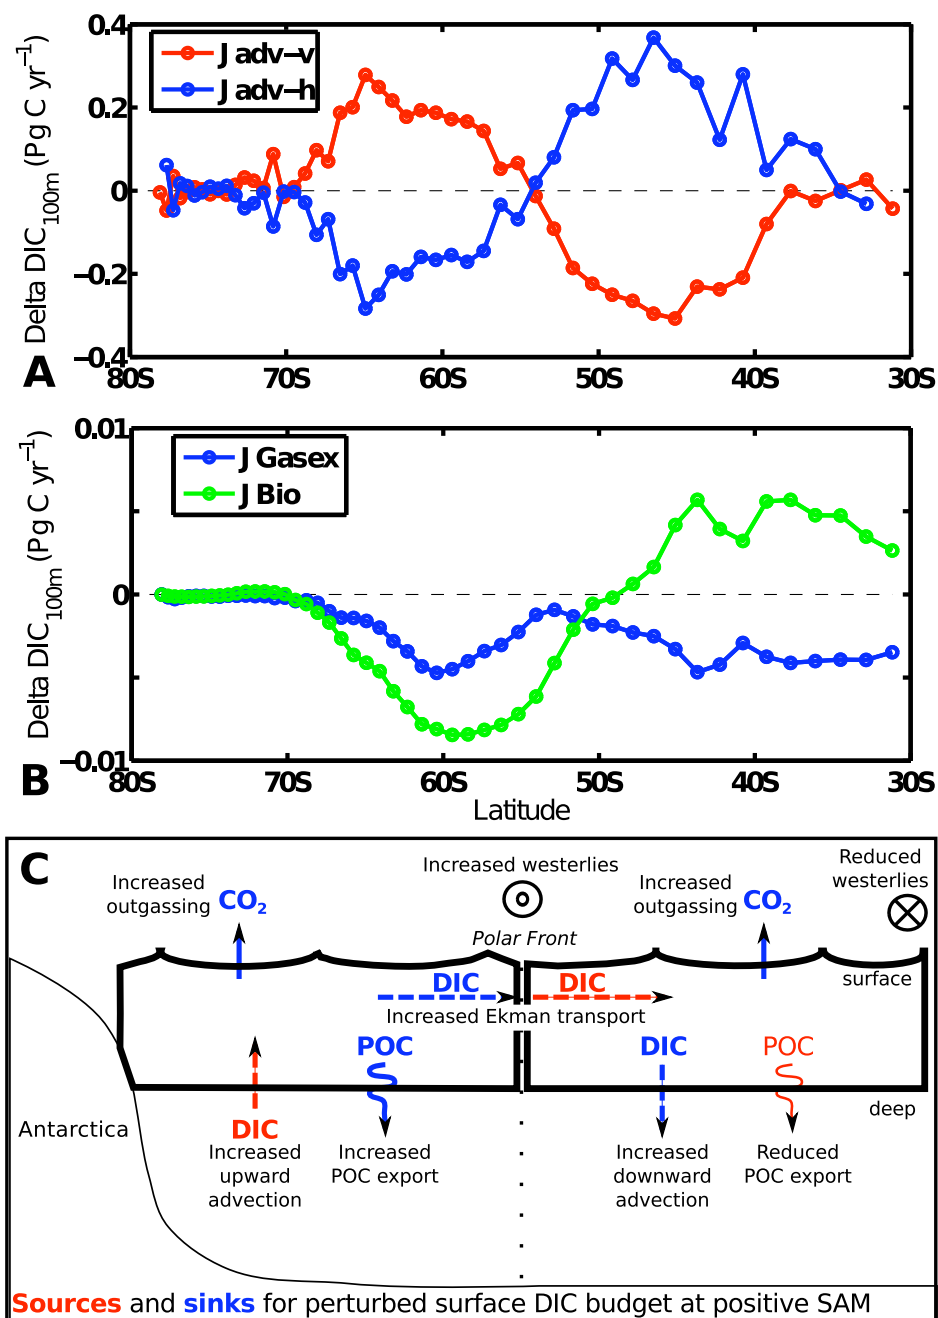 0.4
0.2
0
−0.2
−0.4
Delta DIC100m (Pg C yr−1)
J adv−v
J adv−h
A
80S 70S 60S 50S 40S 30S
0.01
0
−0.01
Delta DIC100m (Pg C yr−1)
J Gasex
J Bio
B
80S 70S 60S 50S 40S 30S
Latitude
C
Increased westerlies
Reduced
westerlies
Increased
outgassing
CO2
Increased
outgassing
CO2
Polar Front
surface
DIC
DIC
Increased Ekman transport
POC
DIC
POC
deep
Antarctica
DIC
Increased
upward
advection
Increased
POC export
Increased
downward
advection
Reduced
POC export
Sources and sinks for perturbed surface DIC budget at positive SAM